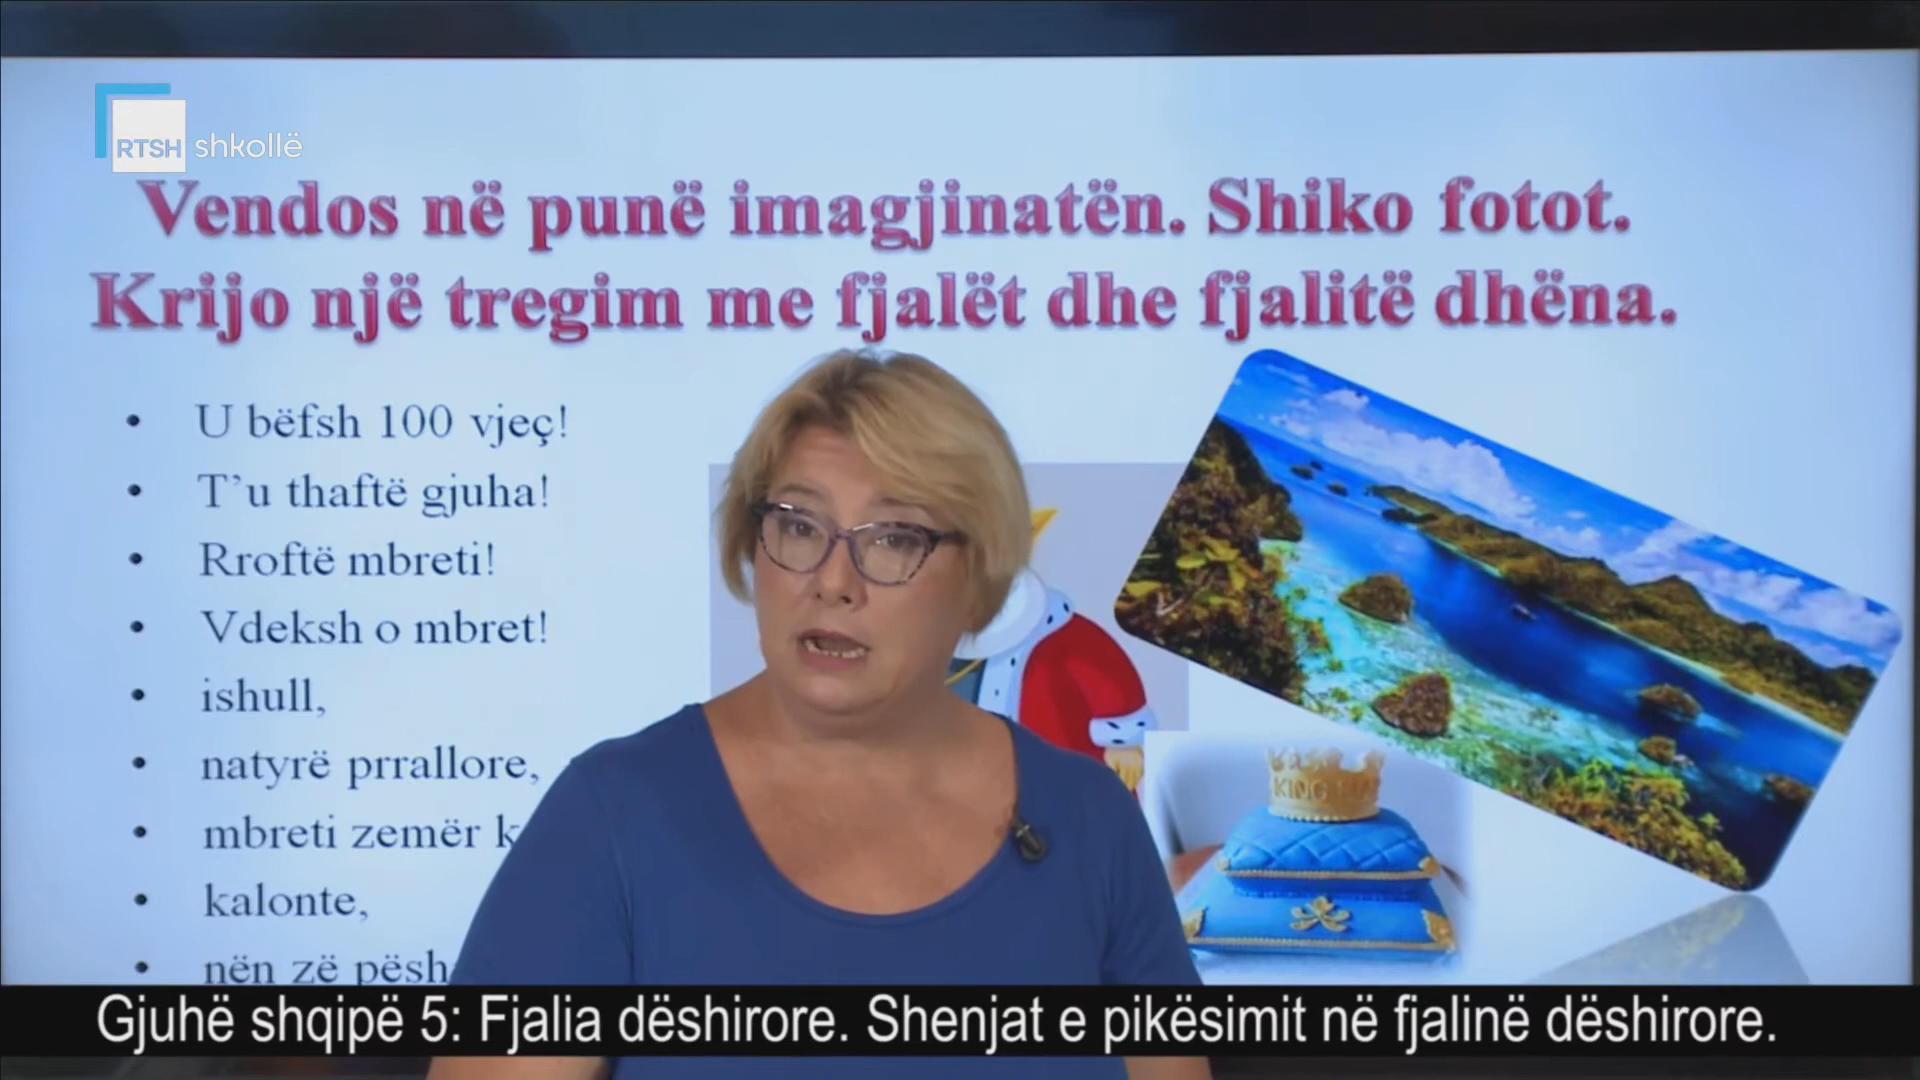 RTSH shkollë
Vendos në punë imagjinatën. Shiko fotot.
Krijo një tregim me fjalët dhe fjalitë dhëna.
• U bëfsh 100 vjeç!
• T’u thaftë gjuha!
• Rroftë mbreti!
• Vdeksh o mbret!
• ishull,
• natyrë prrallore,
• mbreti zemër
• kalonte,
• nën zë
KING
Gjuhë shqipe 5: Fjalia dëshirore. Shenjat e pikësimit në fjalinë dëshirore.